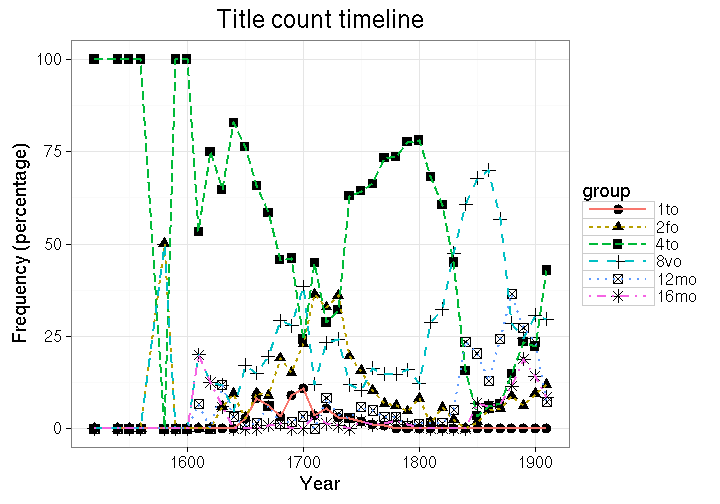 Title count timeline
Frequency (percentage)
100
75
50
25
0
1600
1700
1800
1900
Year
group
1to
2fo
4to
8vo
12mo
16mo